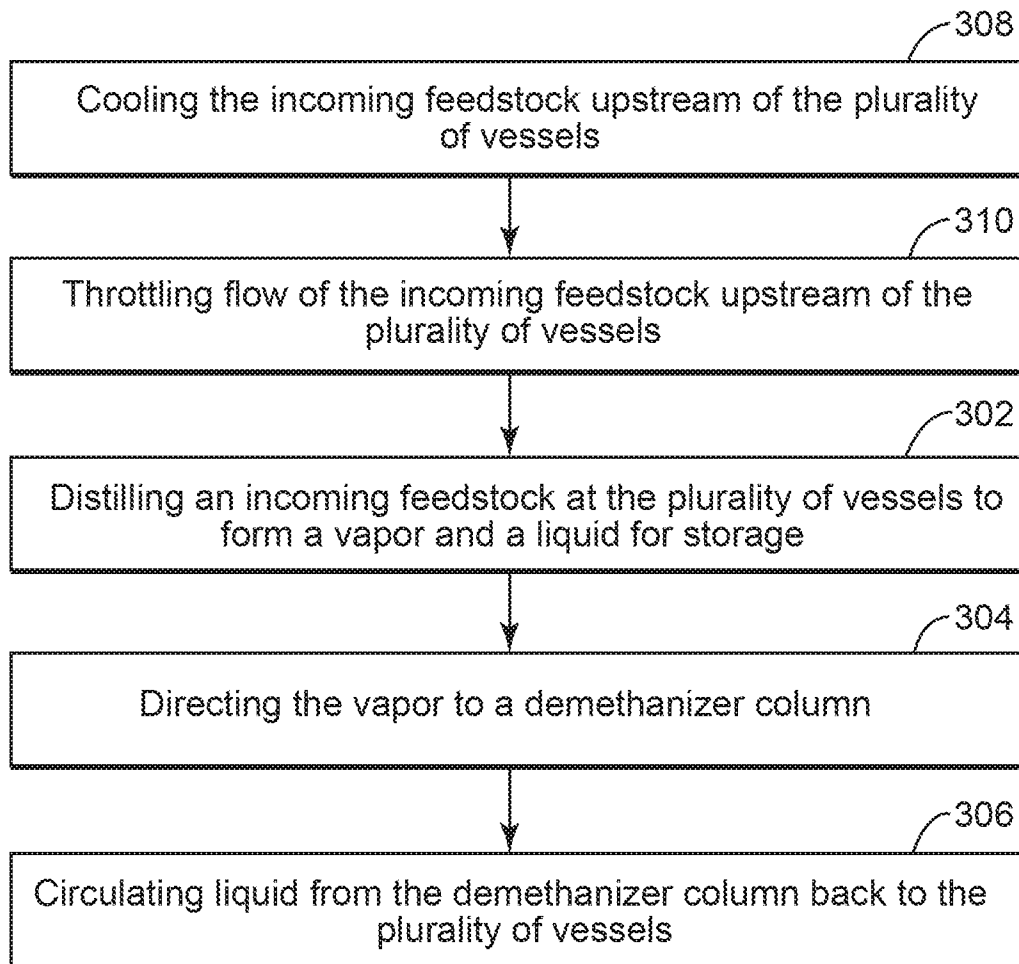 308
Cooling the incoming feedstock upstream of the plurality
of vessels
310
Throttling flow of the incoming feedstock upstream of the
plurality of vessels
302
Distilling an incoming feedstock at the plurality of vessels to
form a vapor and a liquid for storage
304
Directing the vapor to a demethanizer column
306
Circulating liquid from the demethanizer column back to the
plurality of vessels